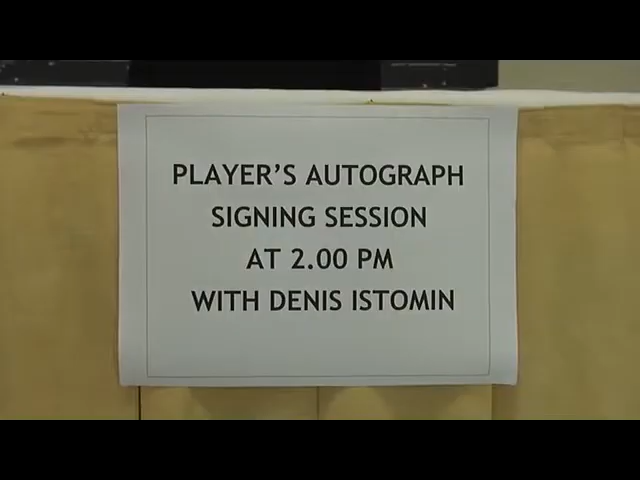 PLAYER'S AUTOGRAPH
SIGNING SESSION
AT 2.00 PM
WITH DENIS ISTOMIN